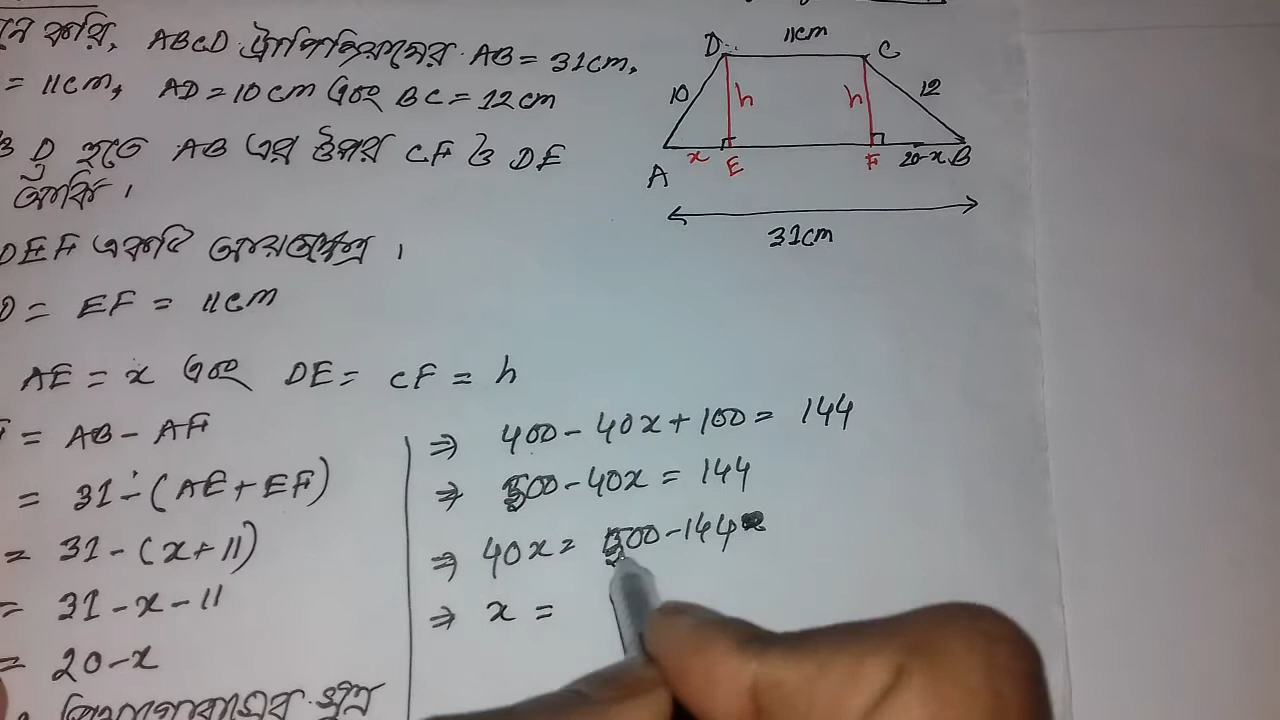 করি, ABCD ট্রাপিজিয়ামের AB = 31cm,
= 11cm, AD = 10cm এবং BC = 12cm
D হতে AB এর উপর CF ও DE
আঁকি।
DEF একটি আয়তক্ষেত্র।
D = EF = 11cm
AE = x এবং DE = CF = h
= AB - AF
= 31 - (AE + EF)
= 31 - (x + 11)
= 31 - x - 11
= 20 - x
পিথাগোরাসের সূত্র
⇒ 400 - 40x + 100 = 144
⇒ 500 - 40x = 144
⇒ 40x = 500 - 144
⇒ x =
11cm
D C
10 h h 12
x 20-x
A E F B
31cm